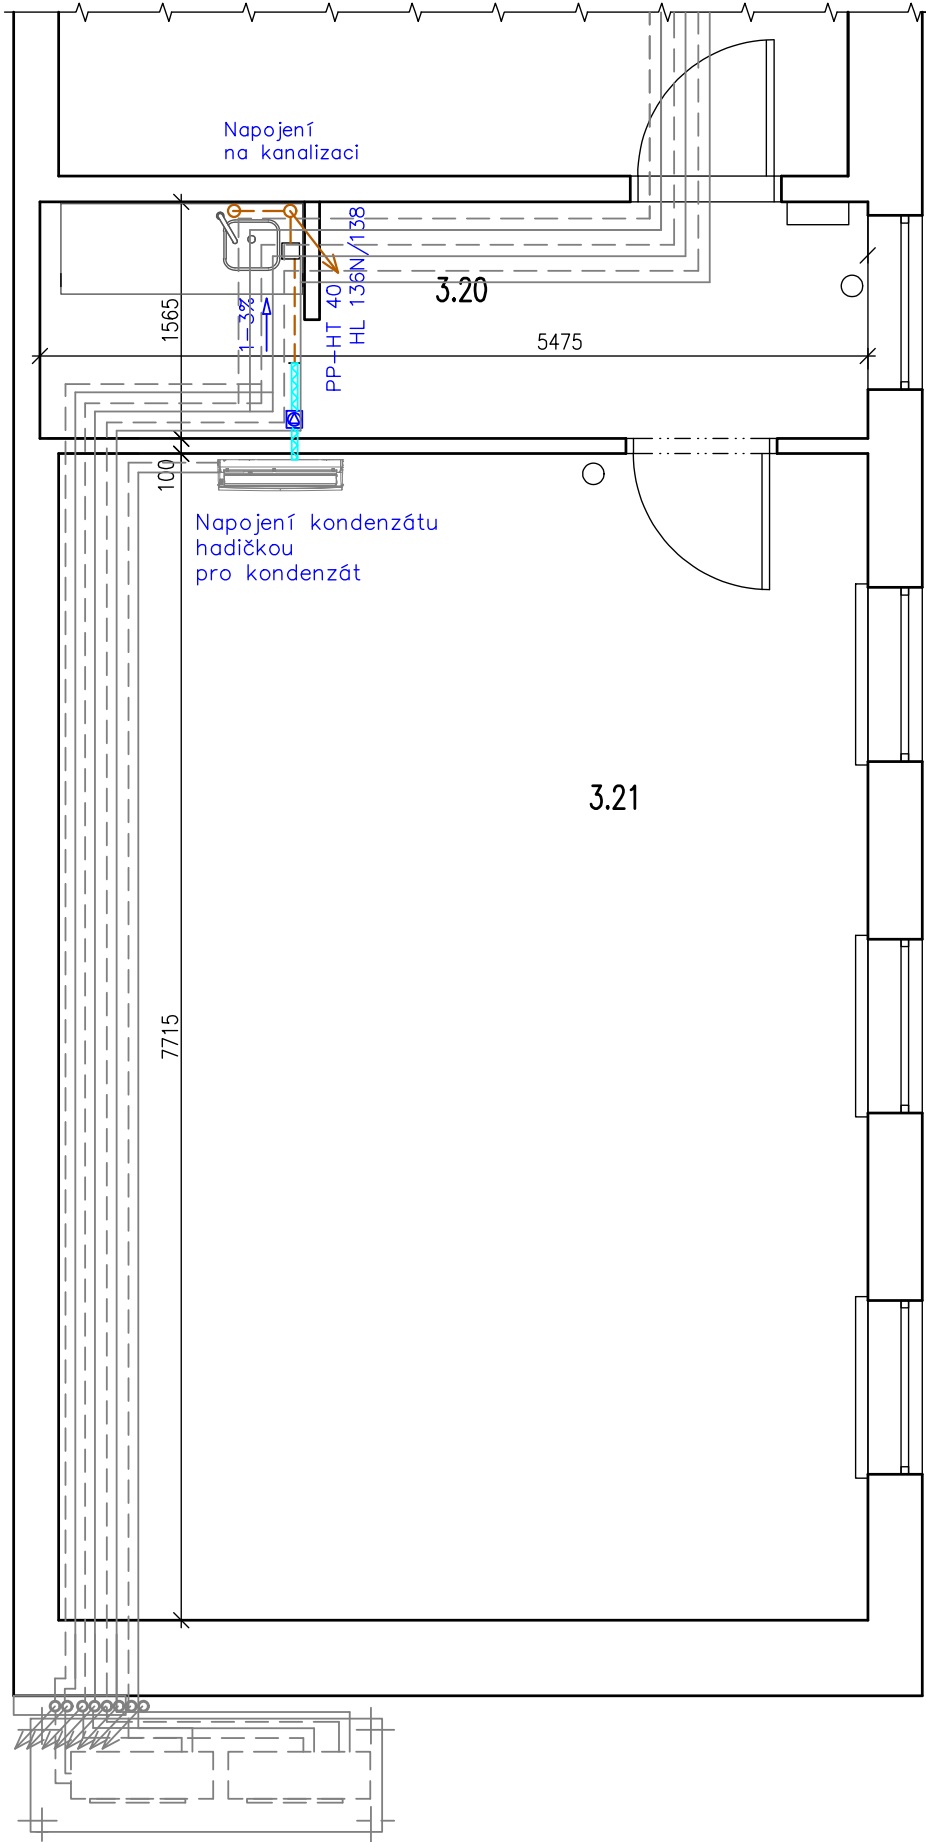 Napojení
na kanalizaci
1-3%
PP-HT 40
HL 136N/138
3.20
1565
5475
100
Napojení kondenzátu
hadičkou
pro kondenzát
3.21
7715